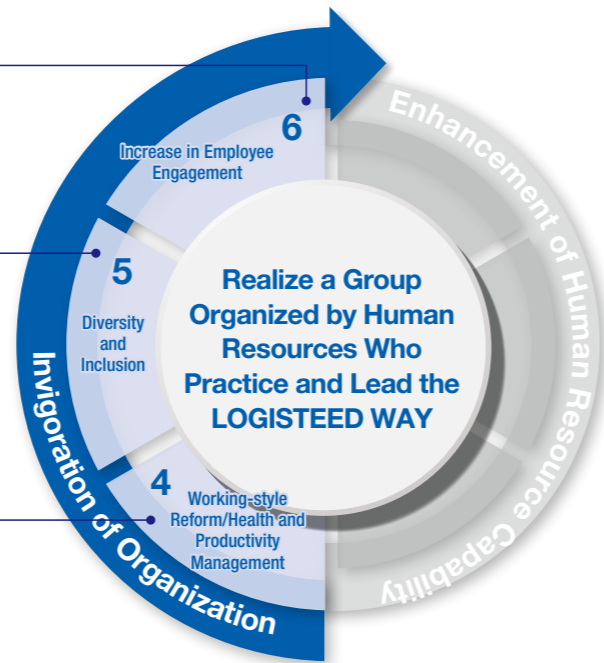 6
Increase in Employee
Engagement
5
Diversity
and
Inclusion
4
Working-style
Reform/Health and
Productivity
Management
Invigoration of Organization
Realize a Group
Organized by Human
Resources Who
Practice and Lead the
LOGISTEED WAY
Enhancement of Human Resource Capability